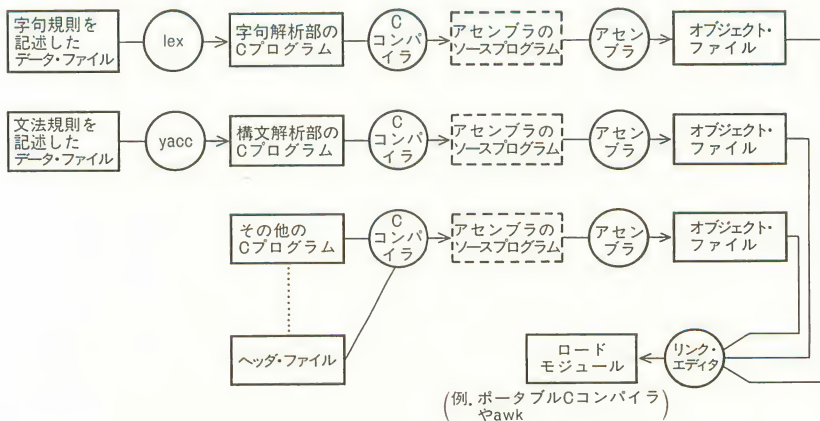 字句規則を
記述した
データ・ファイル
lex
字句解析部の
Cプログラム
C
コンパイ
ラ
アセンブラの
ソースプログラム
アセン
ブラ
オブジェクト・
ファイル
文法規則を
記述した
データ・ファイル
yacc
構文解析部の
Cプログラム
C
コンパイ
ラ
アセンブラの
ソースプログラム
アセン
ブラ
オブジェクト・
ファイル
その他の
Cプログラム
C
コンパイ
ラ
アセンブラの
ソースプログラム
アセン
ブラ
オブジェクト・
ファイル
ヘッダ・ファイル
ロード
モジュール
リンク・
エディタ
(例. ポータブルCコンパイラ
やawk)